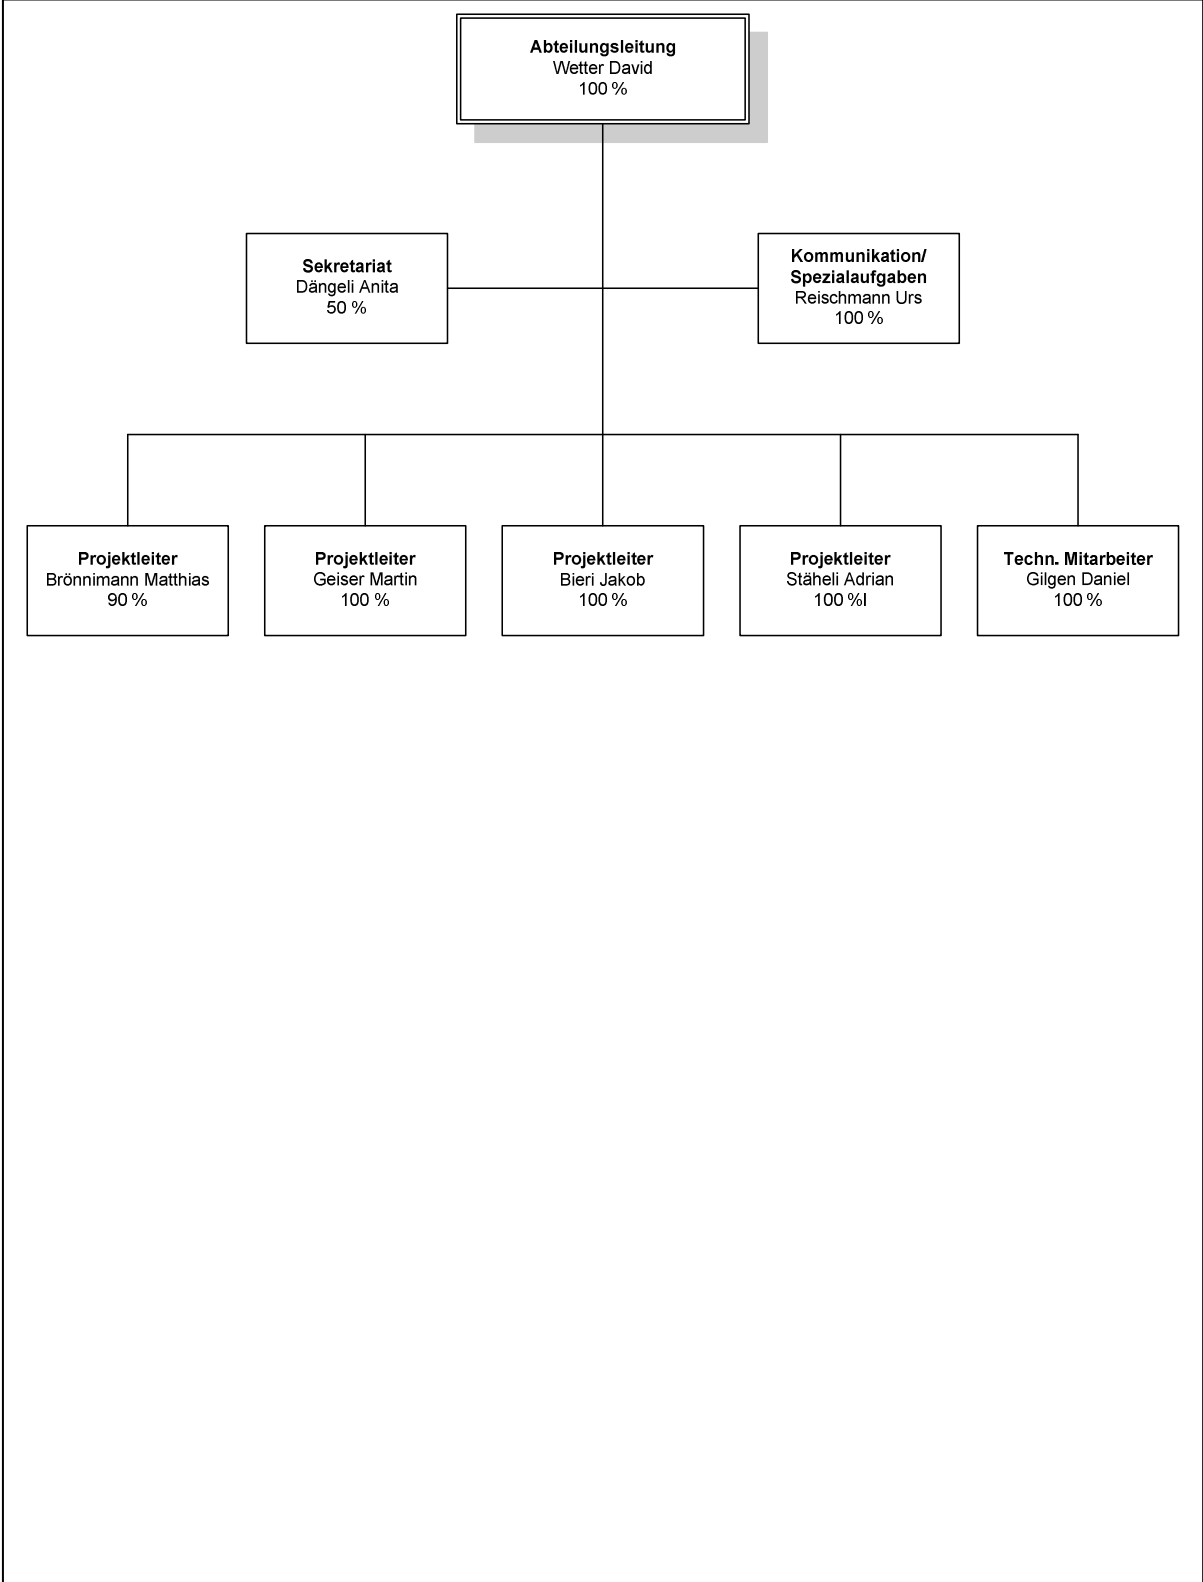 Abteilungsleitung
Wetter David
100 %
Sekretariat
Dängeli Anita
50 %
Kommunikation/
Spezialaufgaben
Reischmann Urs
100 %
Projektleiter
Brönnimann Matthias
90 %
Projektleiter
Geiser Martin
100 %
Projektleiter
Bieri Jakob
100 %
Projektleiter
Stäheli Adrian
100 %l
Techn. Mitarbeiter
Gilgen Daniel
100 %